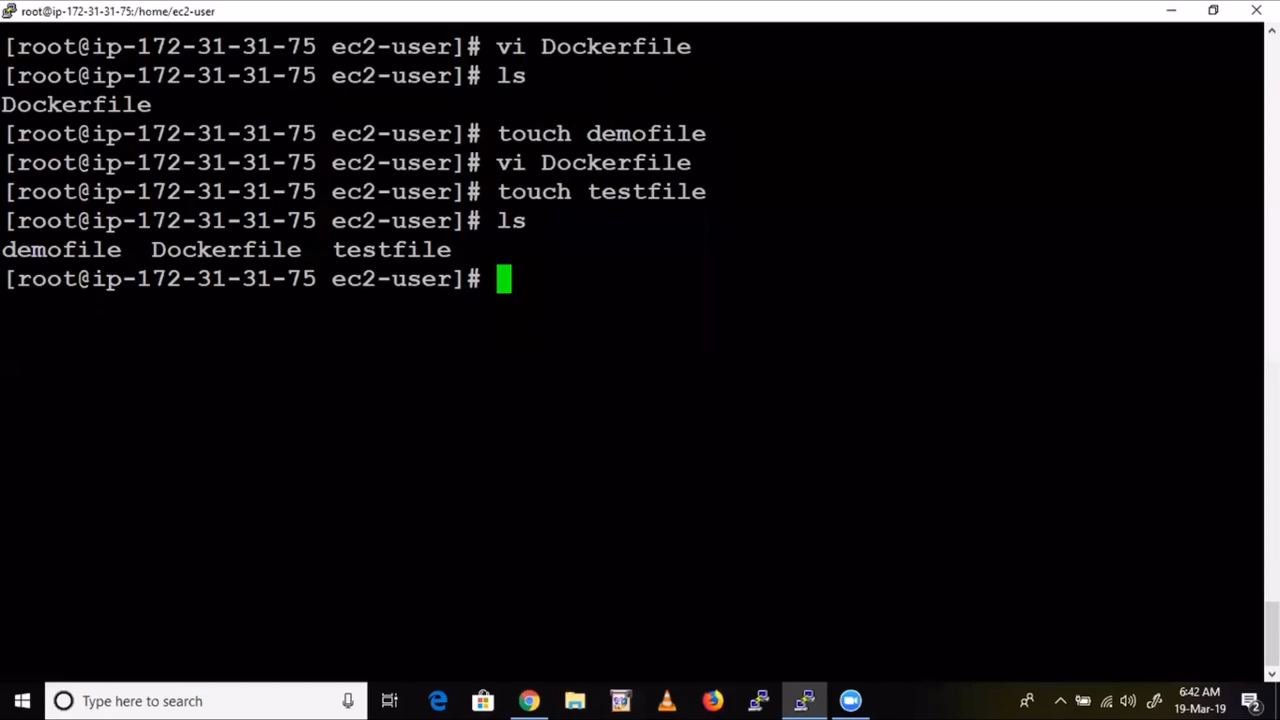 root@ip-172-31-31-75:/home/ec2-user
[root@ip-172-31-31-75 ec2-user]# vi Dockerfile
[root@ip-172-31-31-75 ec2-user]# ls
Dockerfile
[root@ip-172-31-31-75 ec2-user]# touch demofile
[root@ip-172-31-31-75 ec2-user]# vi Dockerfile
[root@ip-172-31-31-75 ec2-user]# touch testfile
[root@ip-172-31-31-75 ec2-user]# ls
demofile  Dockerfile  testfile
[root@ip-172-31-31-75 ec2-user]#
Type here to search
6:42 AM
19-Mar-19
2